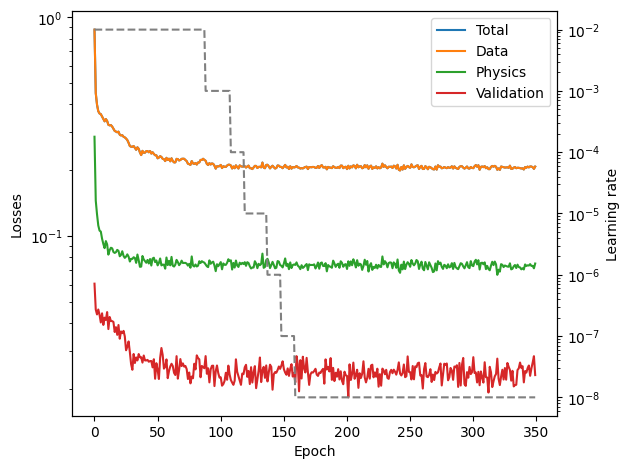 Total
Data
Physics
Validation
Losses
10⁰
10⁻¹
Learning rate
10⁻²
10⁻³
10⁻⁴
10⁻⁵
10⁻⁶
10⁻⁷
10⁻⁸
0 50 100 150 200 250 300 350
Epoch